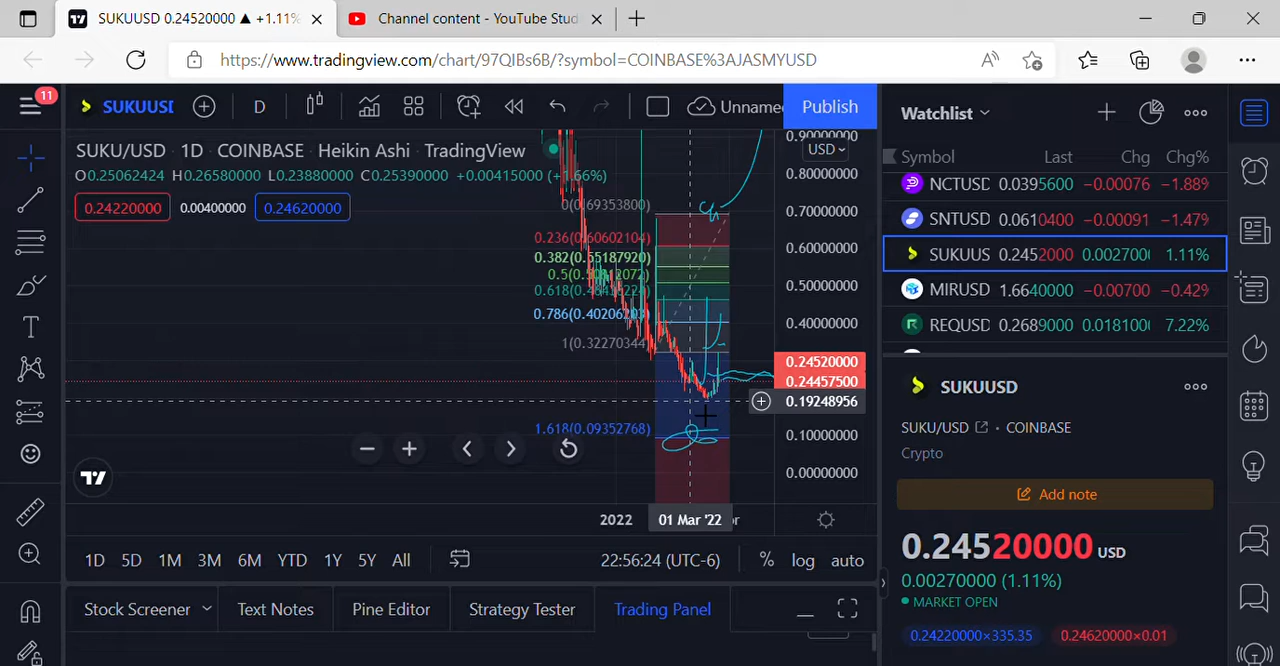 SUKUUSD 0.24520000 ▲ +1.11%
Channel content - YouTube Stud
https://www.tradingview.com/chart/97QIBs6B/?symbol=COINBASE%3AJASMYUSD
11
SUKUUSI
D
Unname
Publish
SUKU/USD 1D COINBASE Heikin Ashi TradingView
O0.25062424 H0.26580000 L0.23880000 C0.25390000 +0.00415000
0.24220000 0.00400000 0.24620000
0(0.69353800)
0.236(0.60602104)
0.382(0.55187920)
0.618
0.786
1(0.32270344)
1.618(0.09352768)
0.90000000
USD
0.80000000
0.70000000
0.60000000
0.50000000
0.40000000
0.24520000
0.24457500
0.19248956
0.10000000
0.00000000
2022 01 Mar '22
1D 5D 1M 3M 6M YTD 1Y 5Y All
22:56:24 (UTC-6) % log auto
Stock Screener Text Notes Pine Editor Strategy Tester Trading Panel
Watchlist
Symbol Last Chg Chg%
NCTUSD 0.0395600 −0.00076 −1.889
SNTUSD 0.0610400 −0.00091 −1.479
SUKUUS 0.2452000 0.002700 1.11%
MIRUSD 1.6640000 −0.00700 −0.429
REQUSD 0.2689000 0.018100 7.22%
SUKUUSD
SUKU/USD • COINBASE
Crypto
Add note
0.24520000 USD
0.00270000 (1.11%)
MARKET OPEN
0.24220000×335.35 0.24620000×0.01